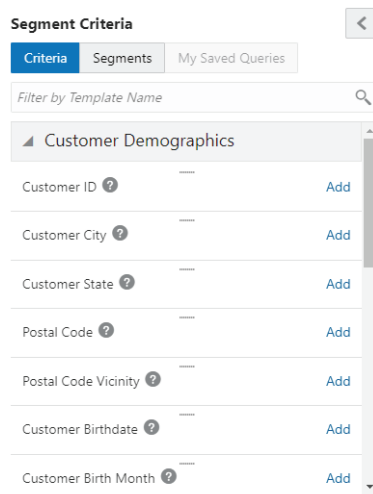 Segment Criteria
Criteria Segments My Saved Queries
Filter by Template Name
Customer Demographics
Customer ID ? Add
Customer City ? Add
Customer State ? Add
Postal Code ? Add
Postal Code Vicinity ? Add
Customer Birthdate ? Add
Customer Birth Month ? Add